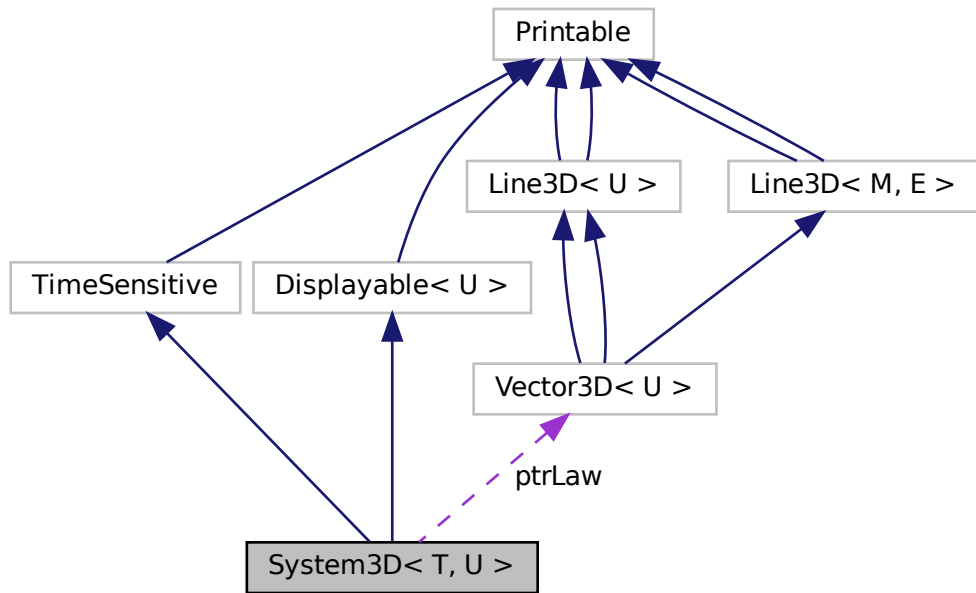 Printable
Line3D< U >
Line3D< M, E >
TimeSensitive
Displayable< U >
Vector3D< U >
ptrLaw
System3D< T, U >